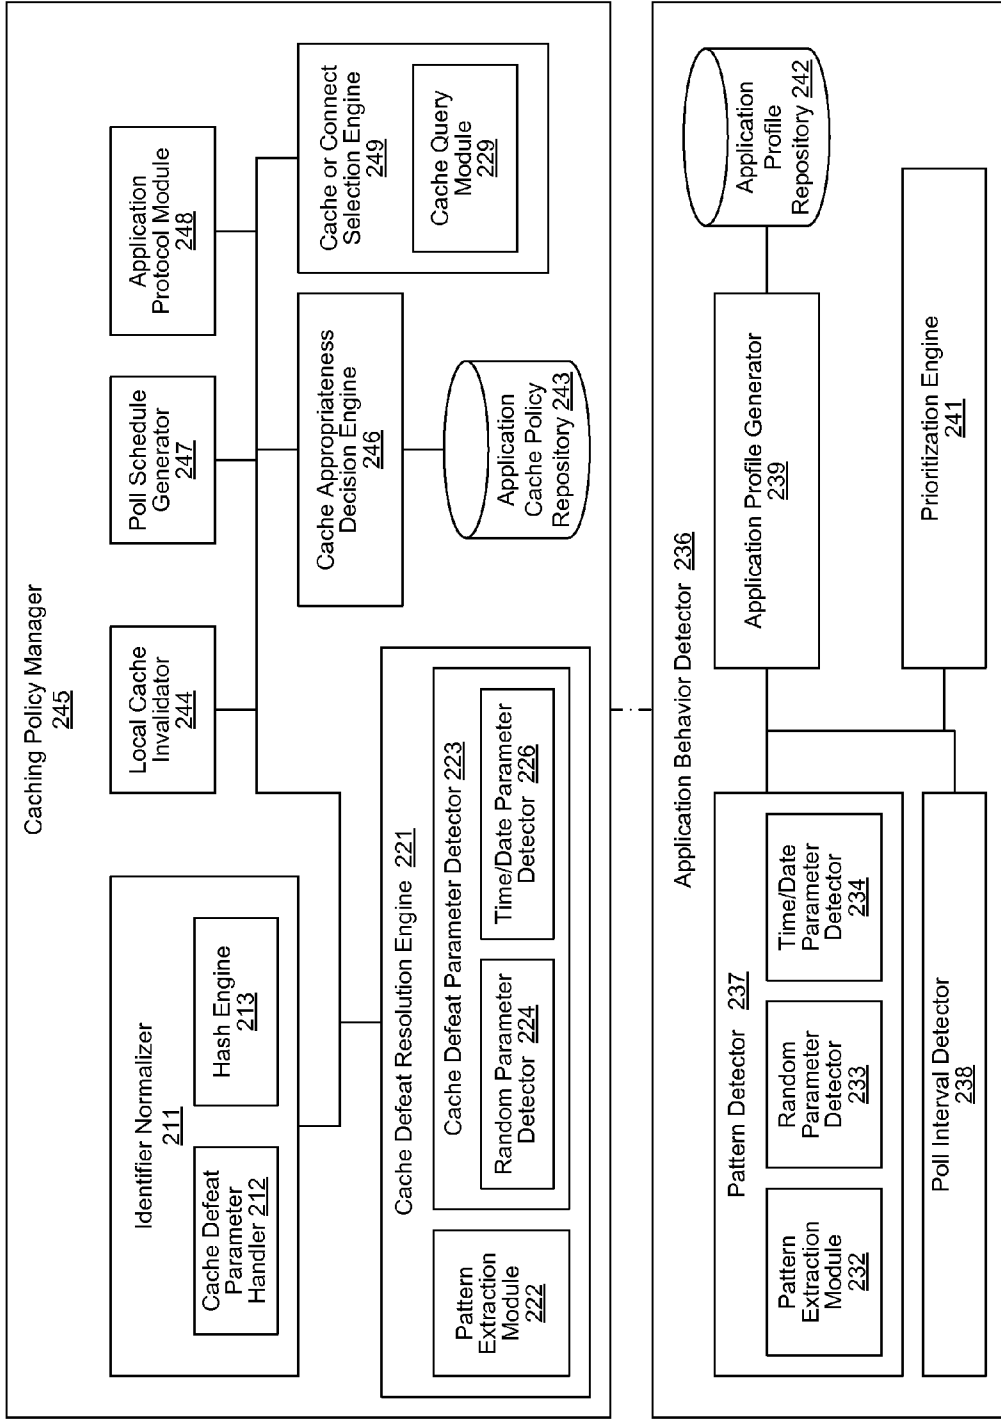 Caching Policy Manager
245
Identifier Normalizer
211
Cache Defeat
Parameter
Handler 212
Hash Engine
213
Local Cache
Invalidator
244
Poll Schedule
Generator
247
Application
Protocol Module
248
Cache Defeat Resolution Engine 221
Pattern
Extraction
Module
222
Cache Defeat Parameter Detector 223
Random Parameter
Detector 224
Time/Date Parameter
Detector 226
Cache Appropriateness
Decision Engine
246
Application
Cache Policy
Repository 243
Cache or Connect
Selection Engine
249
Cache Query
Module
229
Application Behavior Detector 236
Pattern Detector 237
Pattern
Extraction
Module
232
Random
Parameter
Detector
233
Time/Date
Parameter
Detector
234
Application Profile Generator
239
Application
Profile
Repository 242
Poll Interval Detector
238
Prioritization Engine
241